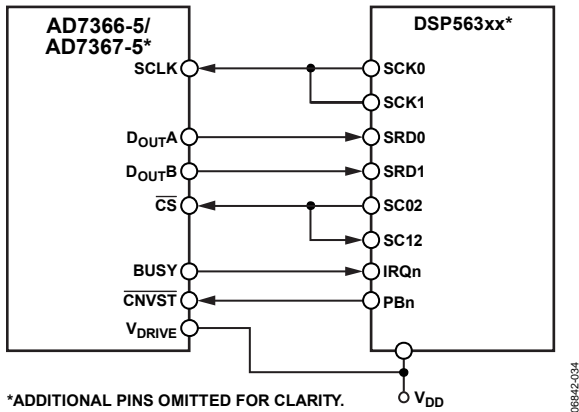 AD7366-5/
AD7367-5*
DSP563xx*
SCLK
SCK0
SCK1
DOUTA
SRD0
DOUTB
SRD1
CS
SC02
SC12
BUSY
IRQn
CNVST
PBn
VDRIVE
*ADDITIONAL PINS OMITTED FOR CLARITY.
VDD
06842-034